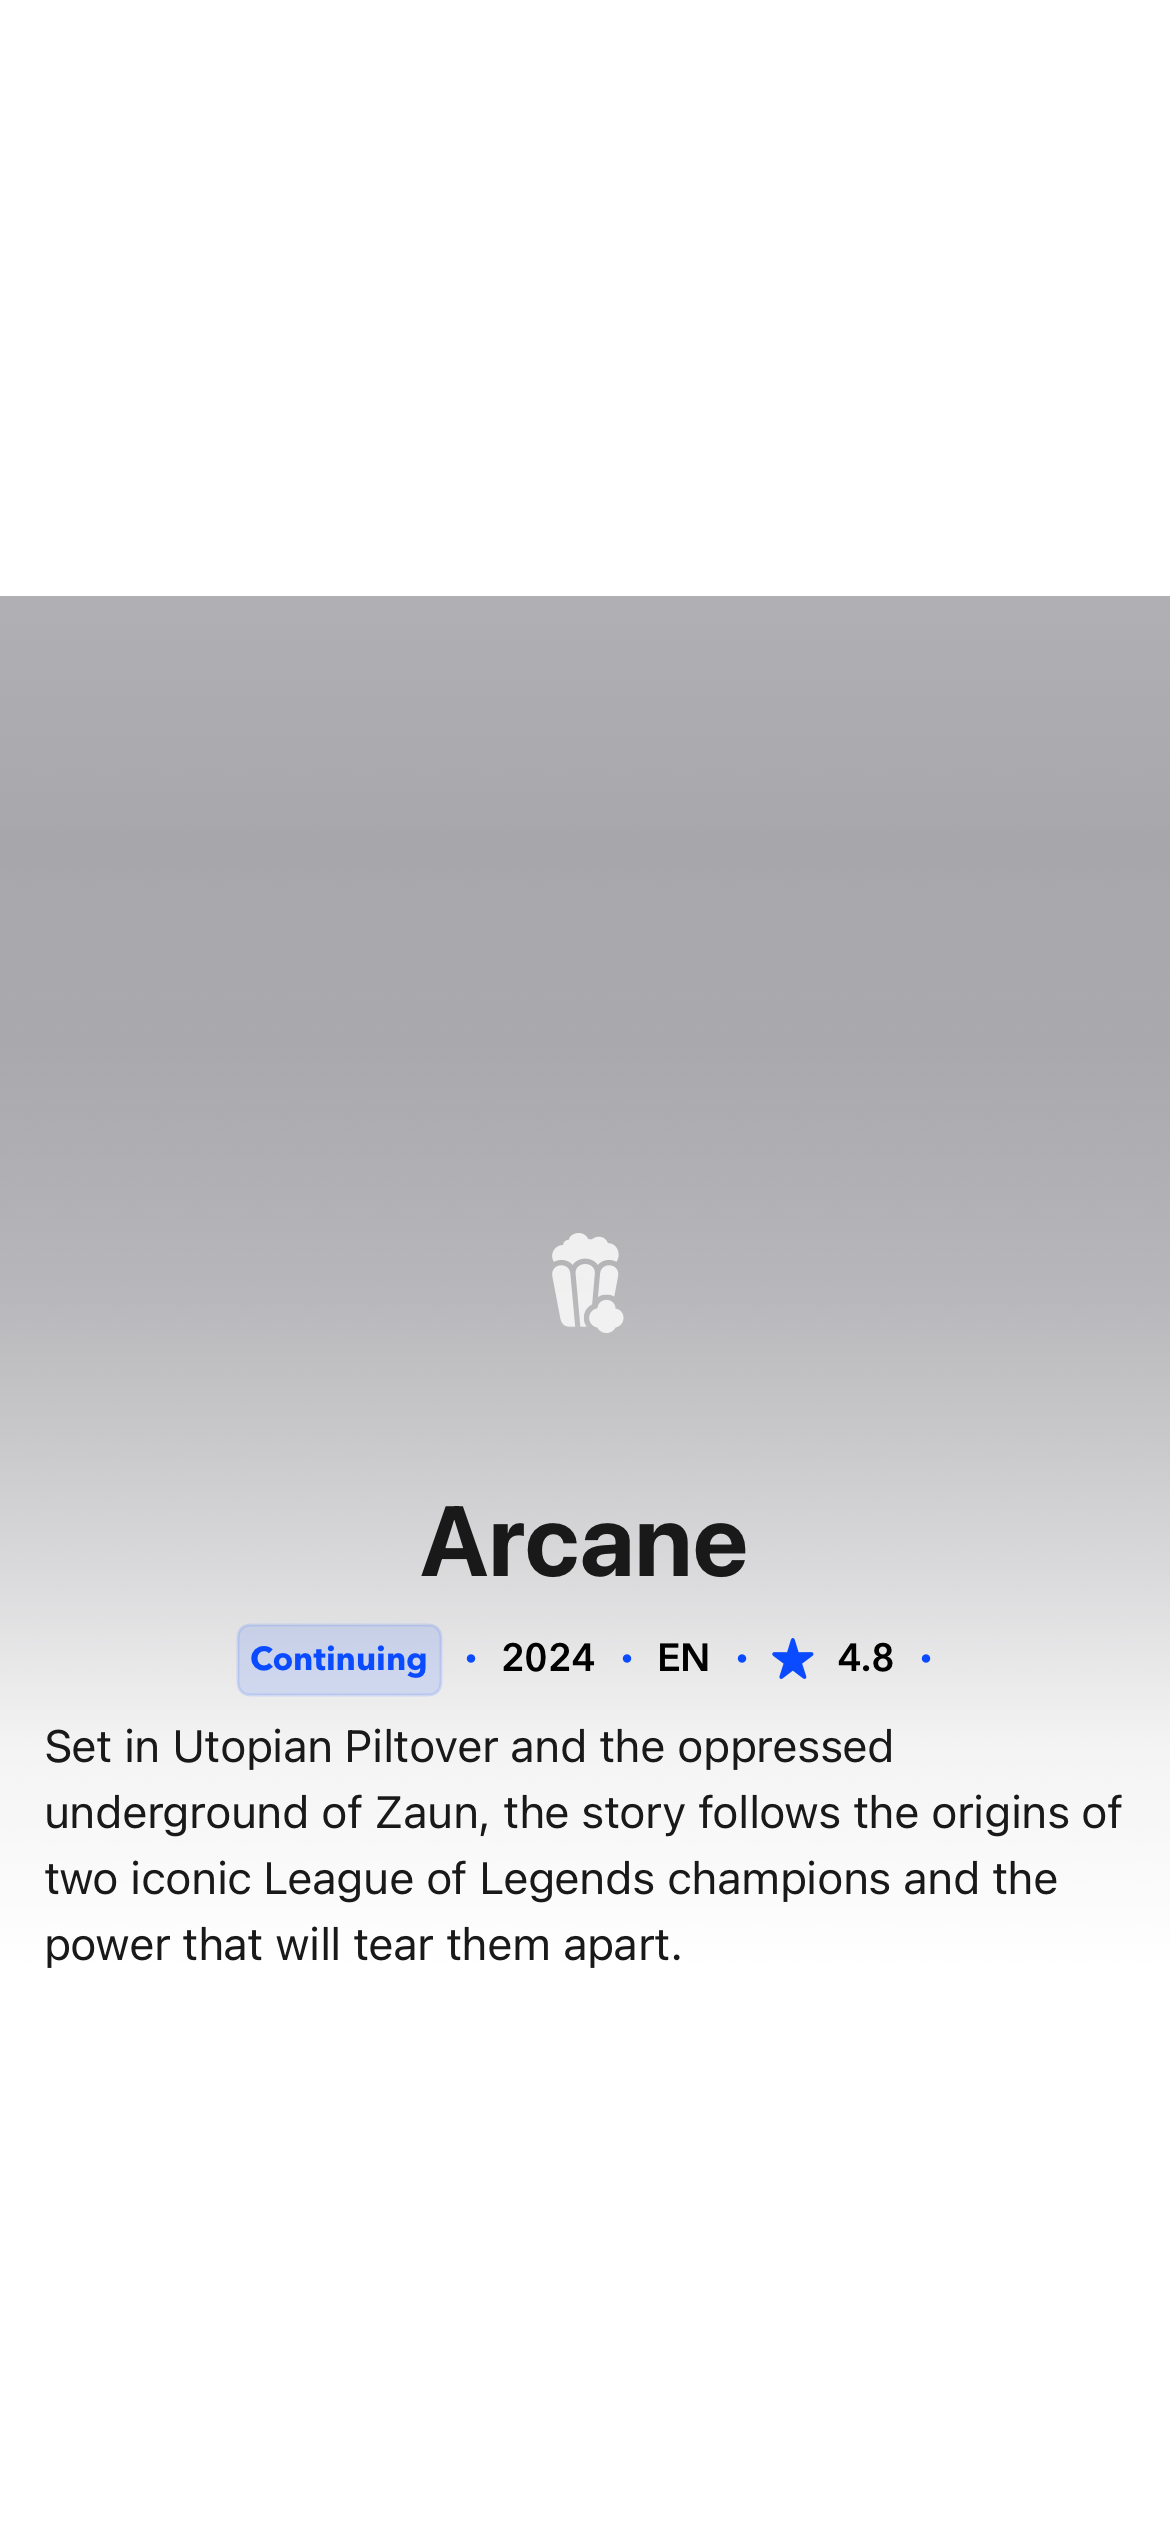 Arcane
Continuing · 2024 · EN · ★ 4.8 ·
Set in Utopian Piltover and the oppressed
underground of Zaun, the story follows the origins of
two iconic League of Legends champions and the
power that will tear them apart.